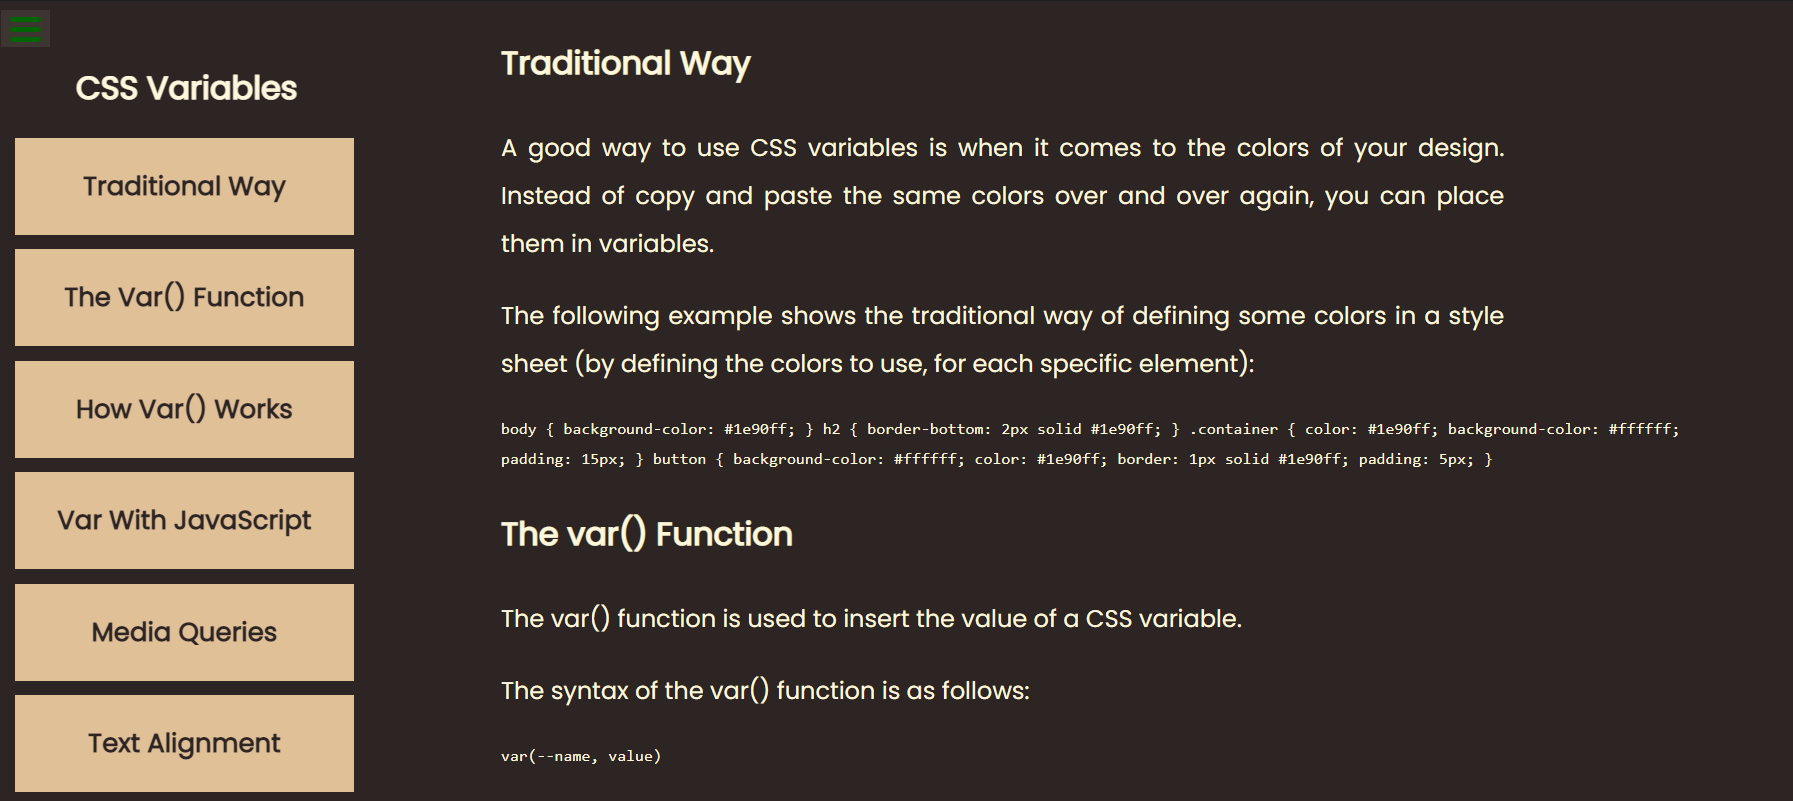 CSS Variables
Traditional Way
The Var() Function
How Var() Works
Var With JavaScript
Media Queries
Text Alignment
Traditional Way
A good way to use CSS variables is when it comes to the colors of your design.
Instead of copy and paste the same colors over and over again, you can place
them in variables.
The following example shows the traditional way of defining some colors in a style
sheet (by defining the colors to use, for each specific element):
body { background-color: #1e90ff; } h2 { border-bottom: 2px solid #1e90ff; } .container { color: #1e90ff; background-color: #ffffff;
padding: 15px; } button { background-color: #ffffff; color: #1e90ff; border: 1px solid #1e90ff; padding: 5px; }
The var() Function
The var() function is used to insert the value of a CSS variable.
The syntax of the var() function is as follows:
var(--name, value)